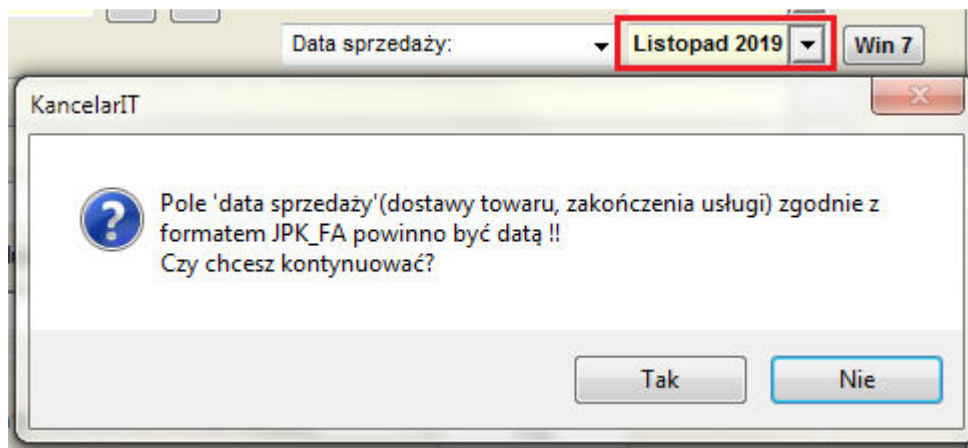 Data sprzedaży: Listopad 2019 Win 7
KancelarIT
Pole 'data sprzedaży'(dostawy towaru, zakończenia usługi) zgodnie z
formatem JPK_FA powinno być datą !!
Czy chcesz kontynuować?
Tak Nie